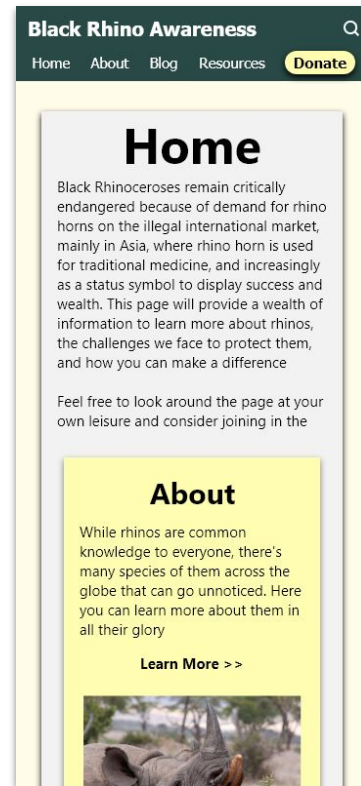 Black Rhino Awareness
Home About Blog Resources Donate
Home
Black Rhinoceroses remain critically
endangered because of demand for rhino
horns on the illegal international market,
mainly in Asia, where rhino horn is used
for traditional medicine, and increasingly
as a status symbol to display success and
wealth. This page will provide a wealth of
information to learn more about rhinos,
the challenges we face to protect them,
and how you can make a difference
Feel free to look around the page at your
own leisure and consider joining in the
About
While rhinos are common
knowledge to everyone, there's
many species of them across the
globe that can go unnoticed. Here
you can learn more about them in
all their glory
Learn More >>